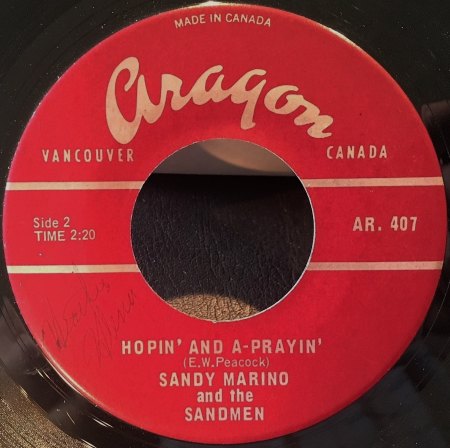 MADE IN CANADA
Aragon
VANCOUVER CANADA
Side 2
TIME 2:20
AR. 407
HOPIN' AND A-PRAYIN'
(E.W. Peacock)
SANDY MARINO
and the
SANDMEN